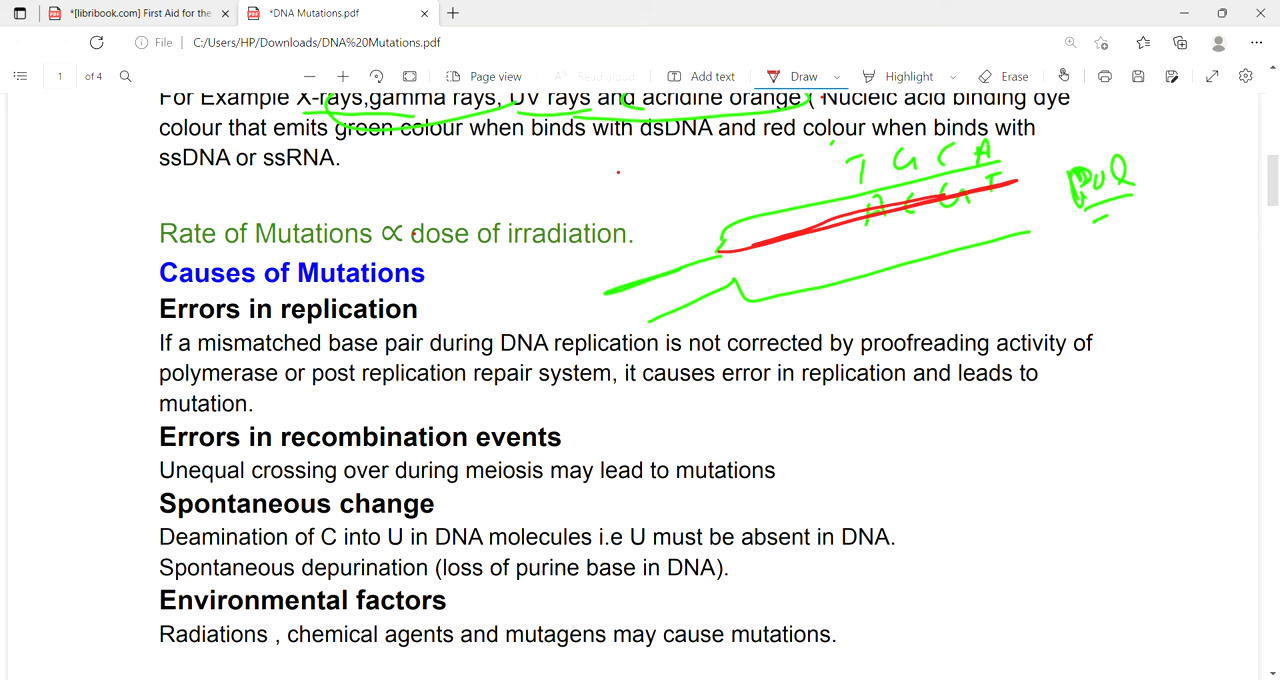 *[libribook.com] First Aid for the
*DNA Mutations.pdf
File | C:/Users/HP/Downloads/DNA%20Mutations.pdf
1 of 4
Page view
Read aloud
Add text
Draw
Highlight
Erase
For Example X-rays,gamma rays, UV rays and acridine orange ( Nucleic acid binding dye
colour that emits green colour when binds with dsDNA and red colour when binds with
ssDNA or ssRNA.
T G C A
A C G T
Rate of Mutations ∝ dose of irradiation.
Causes of Mutations
Errors in replication
If a mismatched base pair during DNA replication is not corrected by proofreading activity of
polymerase or post replication repair system, it causes error in replication and leads to
mutation.
Errors in recombination events
Unequal crossing over during meiosis may lead to mutations
Spontaneous change
Deamination of C into U in DNA molecules i.e U must be absent in DNA.
Spontaneous depurination (loss of purine base in DNA).
Environmental factors
Radiations , chemical agents and mutagens may cause mutations.